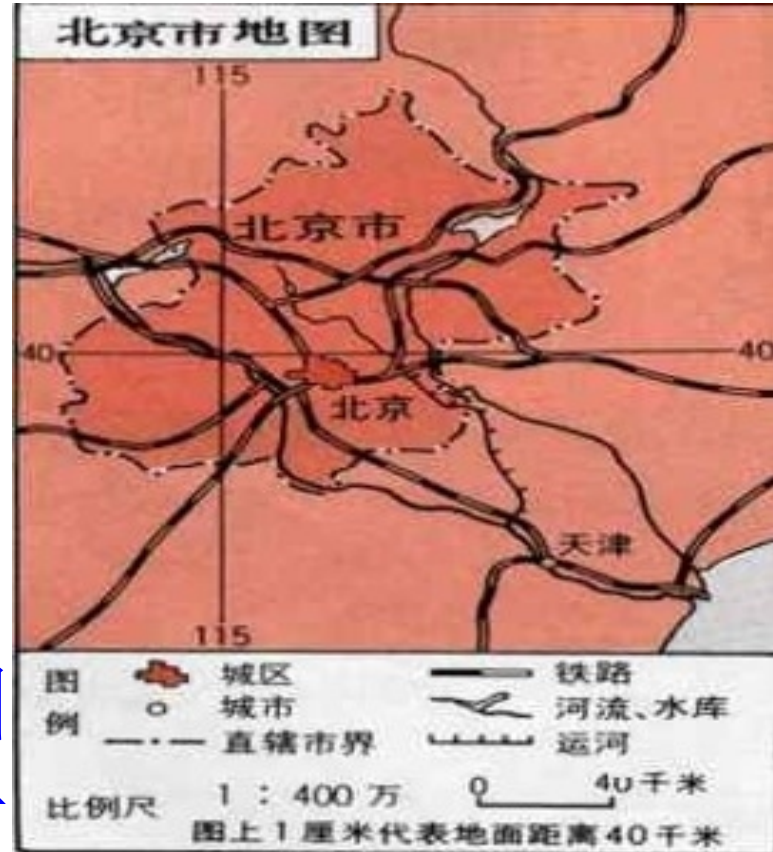 北京市地图
115
北京市
40 40
北京
天津
115
图例
城区 铁路
城市 河流、水库
直辖市界 运河
比例尺 1:400万 0 40千米
图上1厘米代表地面距离40千米